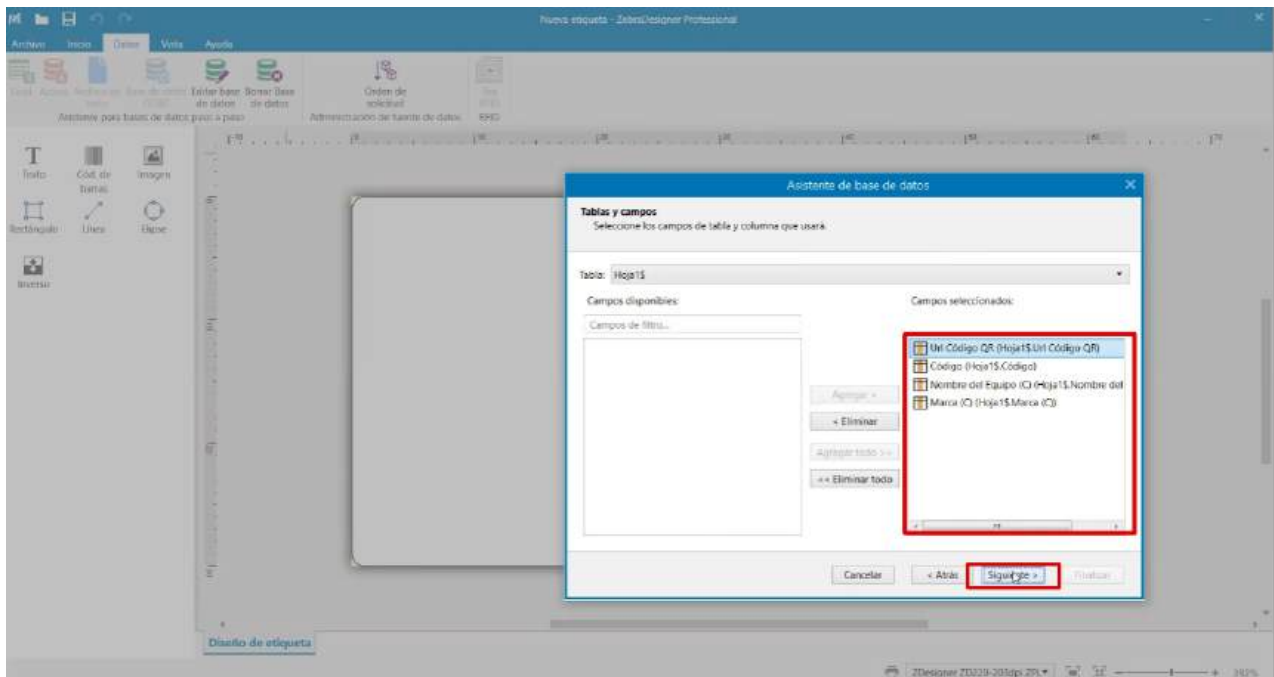 Nueva etiqueta - ZebraDesigner Professional
Archivo Inicio Datos Vista Ayuda
Editar base de datos
Borrar Base de datos
Orden de solicitud
Asistente para bases de datos paso a paso
Administración de fuente de datos
RFID
Texto
Cód. de barras
Imagen
Rectángulo
Línea
Elipse
Inverso
Asistente de base de datos
Tablas y campos
Seleccione los campos de tabla y columna que usará.
Tabla: Hoja1$
Campos disponibles:
Campos seleccionados:
Campos de filtro...
Url Código QR (Hoja1$.Url Código QR)
Código (Hoja1$.Código)
Nombre del Equipo (C) (Hoja1$.Nombre del
Marca (C) (Hoja1$.Marca (C))
Agregar >
< Eliminar
Agregar todo >>
<< Eliminar todo
Cancelar
< Atrás
Siguiente >
Finalizar
Diseño de etiqueta
ZDesigner ZD220-203dpi ZPL